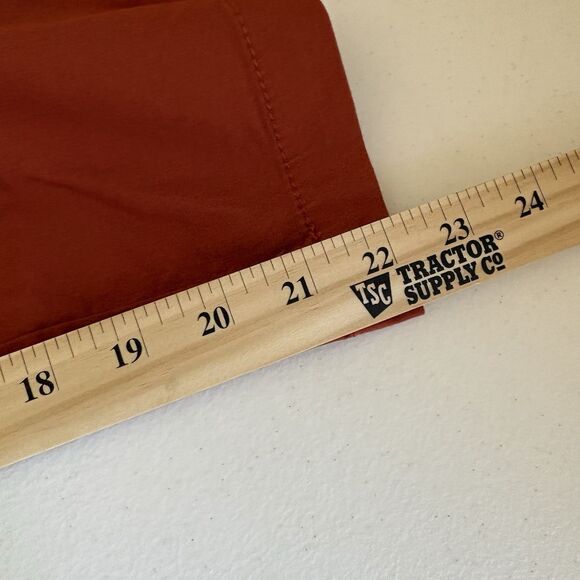 18 19 20 21 22 23 24
TSC TRACTOR®
SUPPLY CO